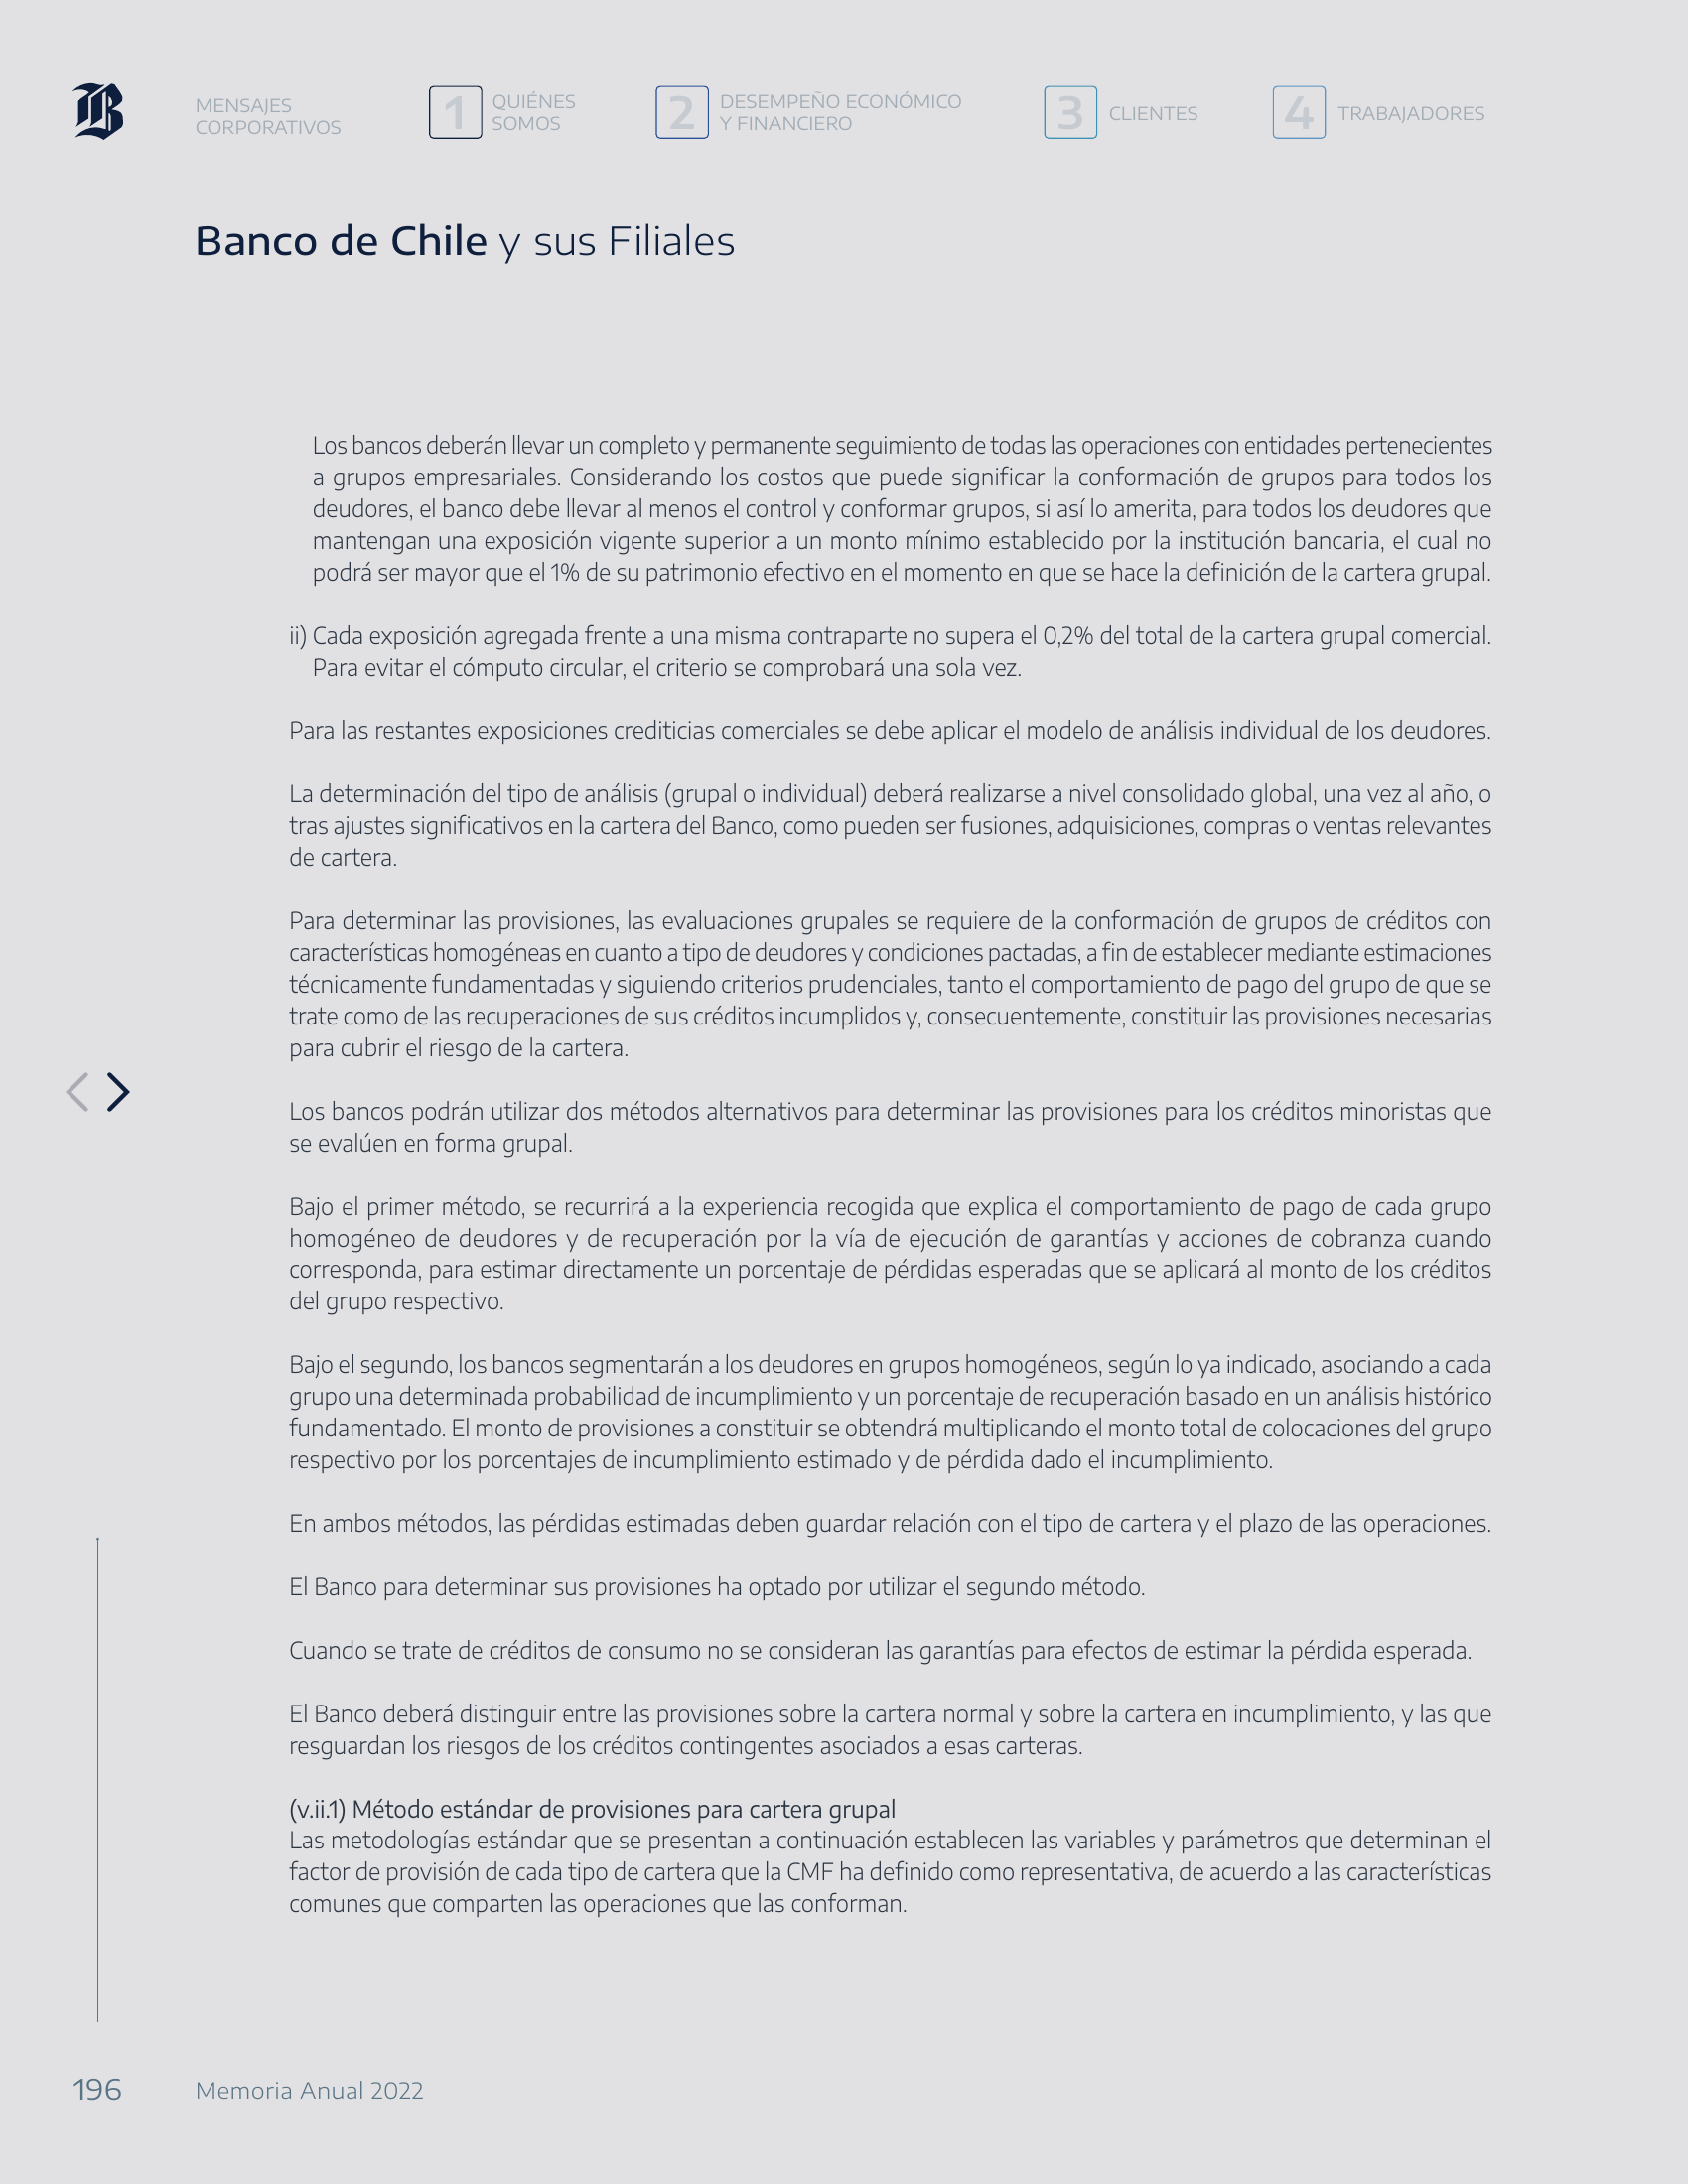 B
MENSAJES
CORPORATIVOS
1 QUIÉNES
SOMOS
2 DESEMPEÑO ECONÓMICO
Y FINANCIERO
3 CLIENTES
4 TRABAJADORES
Banco de Chile y sus Filiales
Los bancos deberán llevar un completo y permanente seguimiento de todas las operaciones con entidades pertenecientes
a grupos empresariales. Considerando los costos que puede significar la conformación de grupos para todos los
deudores, el banco debe llevar al menos el control y conformar grupos, si así lo amerita, para todos los deudores que
mantengan una exposición vigente superior a un monto mínimo establecido por la institución bancaria, el cual no
podrá ser mayor que el 1% de su patrimonio efectivo en el momento en que se hace la definición de la cartera grupal.
ii) Cada exposición agregada frente a una misma contraparte no supera el 0,2% del total de la cartera grupal comercial.
Para evitar el cómputo circular, el criterio se comprobará una sola vez.
Para las restantes exposiciones crediticias comerciales se debe aplicar el modelo de análisis individual de los deudores.
La determinación del tipo de análisis (grupal o individual) deberá realizarse a nivel consolidado global, una vez al año, o
tras ajustes significativos en la cartera del Banco, como pueden ser fusiones, adquisiciones, compras o ventas relevantes
de cartera.
Para determinar las provisiones, las evaluaciones grupales se requiere de la conformación de grupos de créditos con
características homogéneas en cuanto a tipo de deudores y condiciones pactadas, a fin de establecer mediante estimaciones
técnicamente fundamentadas y siguiendo criterios prudenciales, tanto el comportamiento de pago del grupo de que se
trate como de las recuperaciones de sus créditos incumplidos y, consecuentemente, constituir las provisiones necesarias
para cubrir el riesgo de la cartera.
Los bancos podrán utilizar dos métodos alternativos para determinar las provisiones para los créditos minoristas que
se evalúen en forma grupal.
Bajo el primer método, se recurrirá a la experiencia recogida que explica el comportamiento de pago de cada grupo
homogéneo de deudores y de recuperación por la vía de ejecución de garantías y acciones de cobranza cuando
corresponda, para estimar directamente un porcentaje de pérdidas esperadas que se aplicará al monto de los créditos
del grupo respectivo.
Bajo el segundo, los bancos segmentarán a los deudores en grupos homogéneos, según lo ya indicado, asociando a cada
grupo una determinada probabilidad de incumplimiento y un porcentaje de recuperación basado en un análisis histórico
fundamentado. El monto de provisiones a constituir se obtendrá multiplicando el monto total de colocaciones del grupo
respectivo por los porcentajes de incumplimiento estimado y de pérdida dado el incumplimiento.
En ambos métodos, las pérdidas estimadas deben guardar relación con el tipo de cartera y el plazo de las operaciones.
El Banco para determinar sus provisiones ha optado por utilizar el segundo método.
Cuando se trate de créditos de consumo no se consideran las garantías para efectos de estimar la pérdida esperada.
El Banco deberá distinguir entre las provisiones sobre la cartera normal y sobre la cartera en incumplimiento, y las que
resguardan los riesgos de los créditos contingentes asociados a esas carteras.
(v.ii.1) Método estándar de provisiones para cartera grupal
Las metodologías estándar que se presentan a continuación establecen las variables y parámetros que determinan el
factor de provisión de cada tipo de cartera que la CMF ha definido como representativa, de acuerdo a las características
comunes que comparten las operaciones que las conforman.
196 Memoria Anual 2022